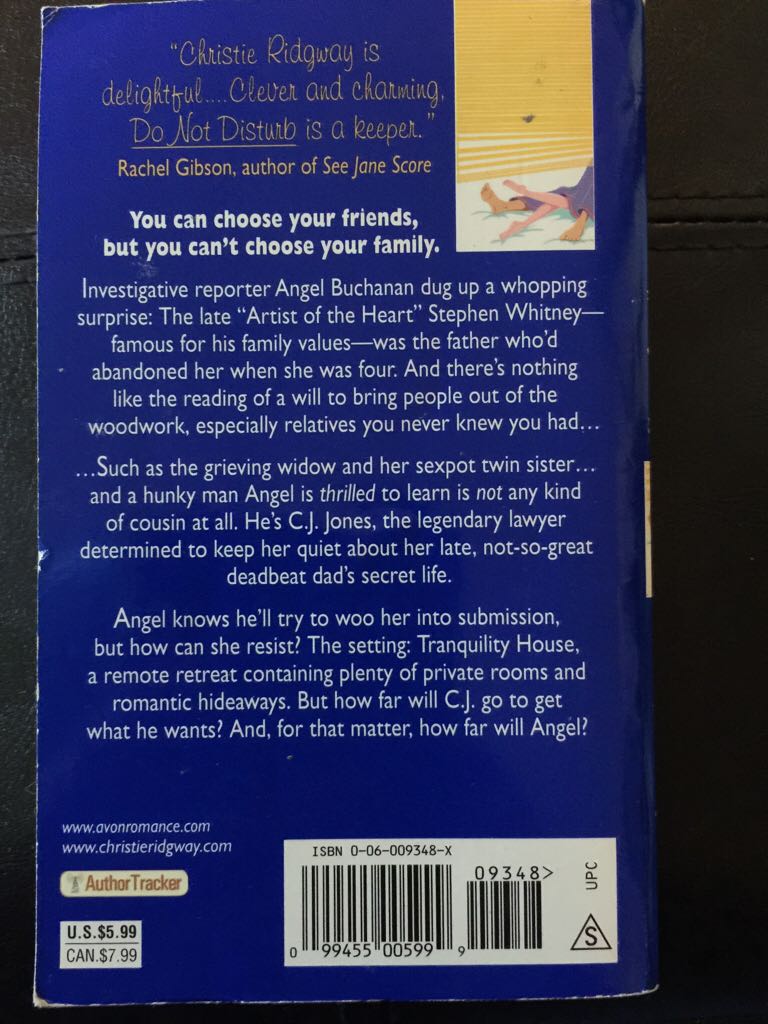 “Christie Ridgway is
delightful....Clever and charming,
Do Not Disturb is a keeper.”
Rachel Gibson, author of See Jane Score
You can choose your friends,
but you can’t choose your family.
Investigative reporter Angel Buchanan dug up a whopping
surprise: The late “Artist of the Heart” Stephen Whitney—
famous for his family values—was the father who’d
abandoned her when she was four. And there’s nothing
like the reading of a will to bring people out of the
woodwork, especially relatives you never knew you had…
…Such as the grieving widow and her sexpot twin sister…
and a hunky man Angel is thrilled to learn is not any kind
of cousin at all. He’s C.J. Jones, the legendary lawyer
determined to keep her quiet about her late, not-so-great
deadbeat dad’s secret life.
Angel knows he’ll try to woo her into submission,
but how can she resist? The setting: Tranquility House,
a remote retreat containing plenty of private rooms and
romantic hideaways. But how far will C.J. go to get
what he wants? And, for that matter, how far will Angel?
www.avonromance.com
www.christieridgway.com
AuthorTracker
U.S.$5.99
CAN.$7.99
ISBN 0-06-009348-X
09348>
0 99455 00599 9
UPC
S